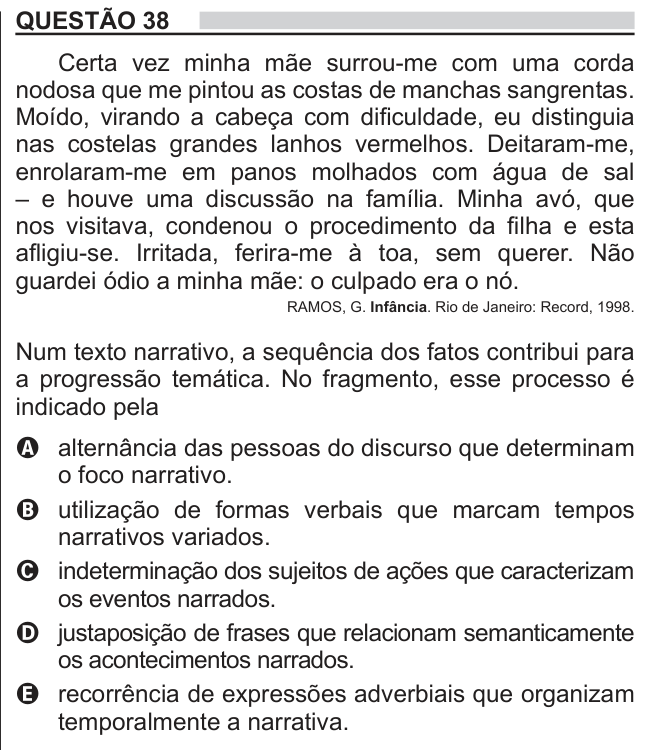 QUESTÃO 38
Certa vez minha mãe surrou-me com uma corda
nodosa que me pintou as costas de manchas sangrentas.
Moído, virando a cabeça com dificuldade, eu distinguia
nas costelas grandes lanhos vermelhos. Deitaram-me,
enrolaram-me em panos molhados com água de sal
– e houve uma discussão na família. Minha avó, que
nos visitava, condenou o procedimento da filha e esta
afligiu-se. Irritada, ferira-me à toa, sem querer. Não
guardei ódio a minha mãe: o culpado era o nó.
RAMOS, G. Infância. Rio de Janeiro: Record, 1998.
Num texto narrativo, a sequência dos fatos contribui para
a progressão temática. No fragmento, esse processo é
indicado pela
A alternância das pessoas do discurso que determinam
o foco narrativo.
B utilização de formas verbais que marcam tempos
narrativos variados.
C indeterminação dos sujeitos de ações que caracterizam
os eventos narrados.
D justaposição de frases que relacionam semanticamente
os acontecimentos narrados.
E recorrência de expressões adverbiais que organizam
temporalmente a narrativa.